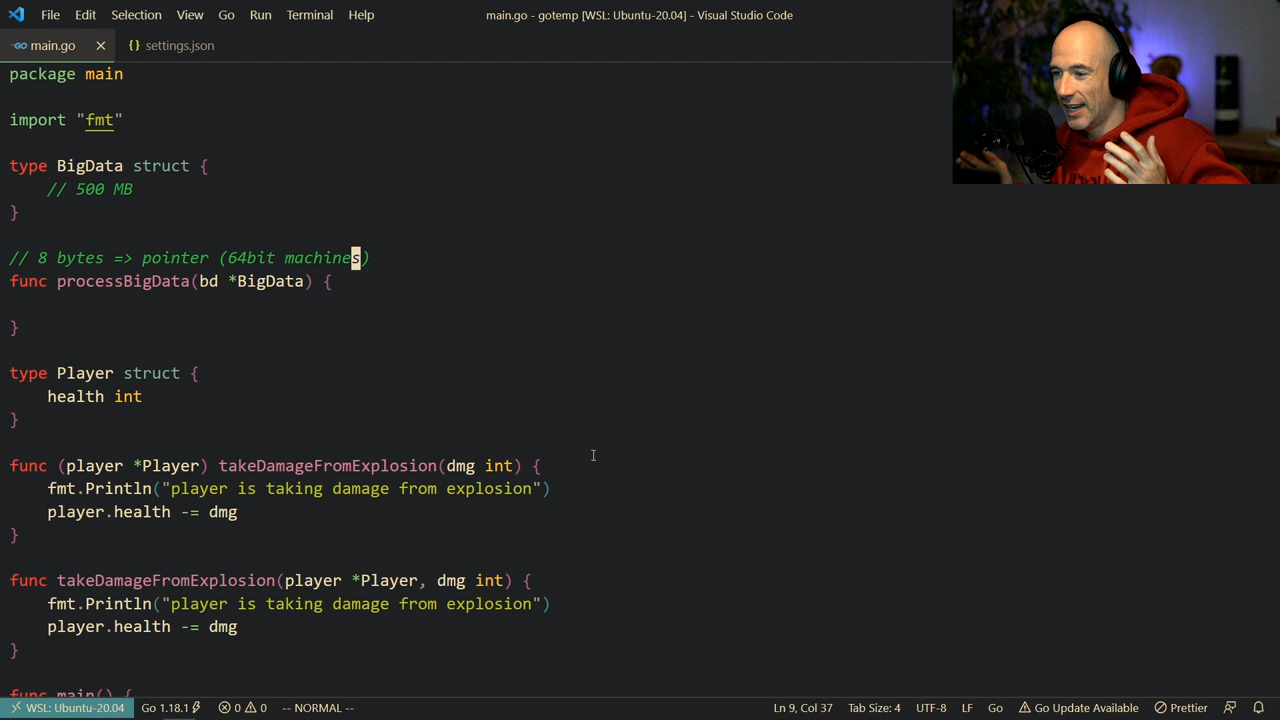 File Edit Selection View Go Run Terminal Help main.go - gotemp [WSL: Ubuntu-20.04] - Visual Studio Code
main.go {} settings.json
package main
import "fmt"
type BigData struct {
// 500 MB
}
// 8 bytes => pointer (64bit machines)
func processBigData(bd *BigData) {
}
type Player struct {
health int
}
func (player *Player) takeDamageFromExplosion(dmg int) {
fmt.Println("player is taking damage from explosion")
player.health -= dmg
}
func takeDamageFromExplosion(player *Player, dmg int) {
fmt.Println("player is taking damage from explosion")
player.health -= dmg
}
func main() {
WSL: Ubuntu-20.04 Go 1.18.1 0 0 -- NORMAL -- Ln 9, Col 37 Tab Size: 4 UTF-8 LF Go Go Update Available Prettier